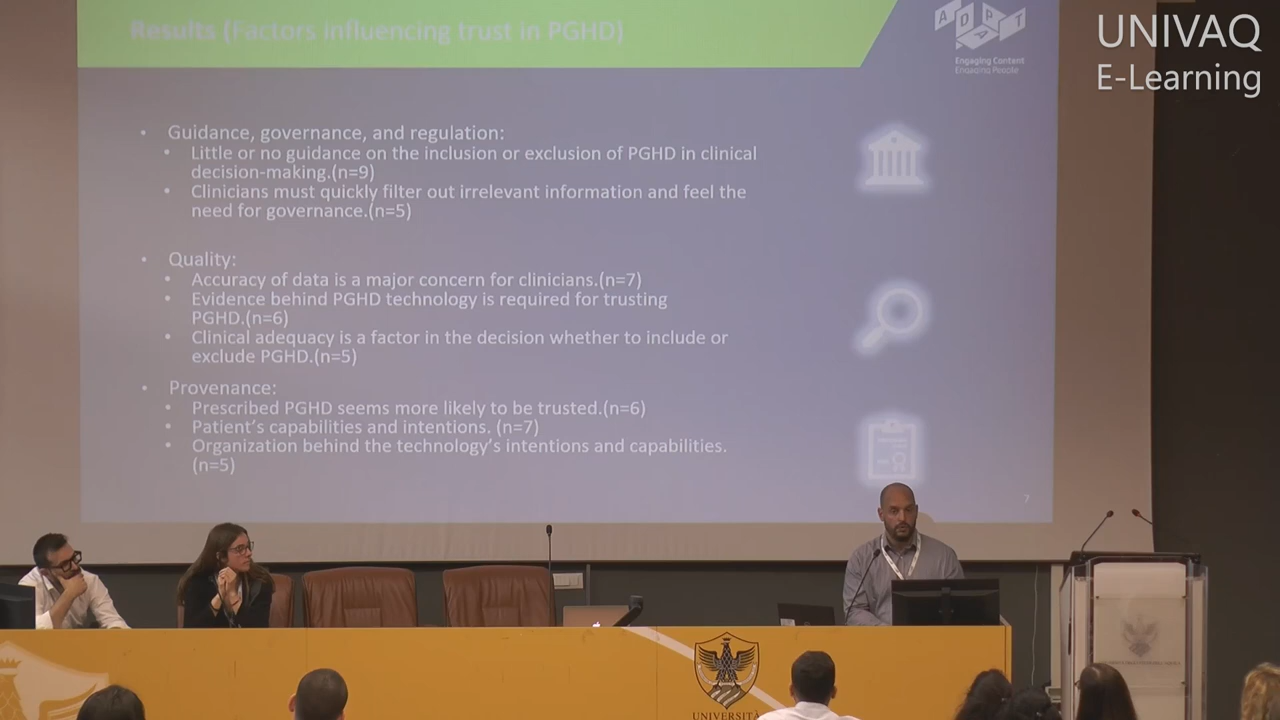 Results (Factors influencing trust in PGHD)
ADAPT
Engaging Content
Engaging People
UNIVAQ
E-Learning
• Guidance, governance, and regulation:
• Little or no guidance on the inclusion or exclusion of PGHD in clinical
decision-making.(n=9)
• Clinicians must quickly filter out irrelevant information and feel the
need for governance.(n=5)
• Quality:
• Accuracy of data is a major concern for clinicians.(n=7)
• Evidence behind PGHD technology is required for trusting
PGHD.(n=6)
• Clinical adequacy is a factor in the decision whether to include or
exclude PGHD.(n=5)
• Provenance:
• Prescribed PGHD seems more likely to be trusted.(n=6)
• Patient's capabilities and intentions. (n=7)
• Organization behind the technology's intentions and capabilities.
(n=5)
7
UNIVERSITÀ